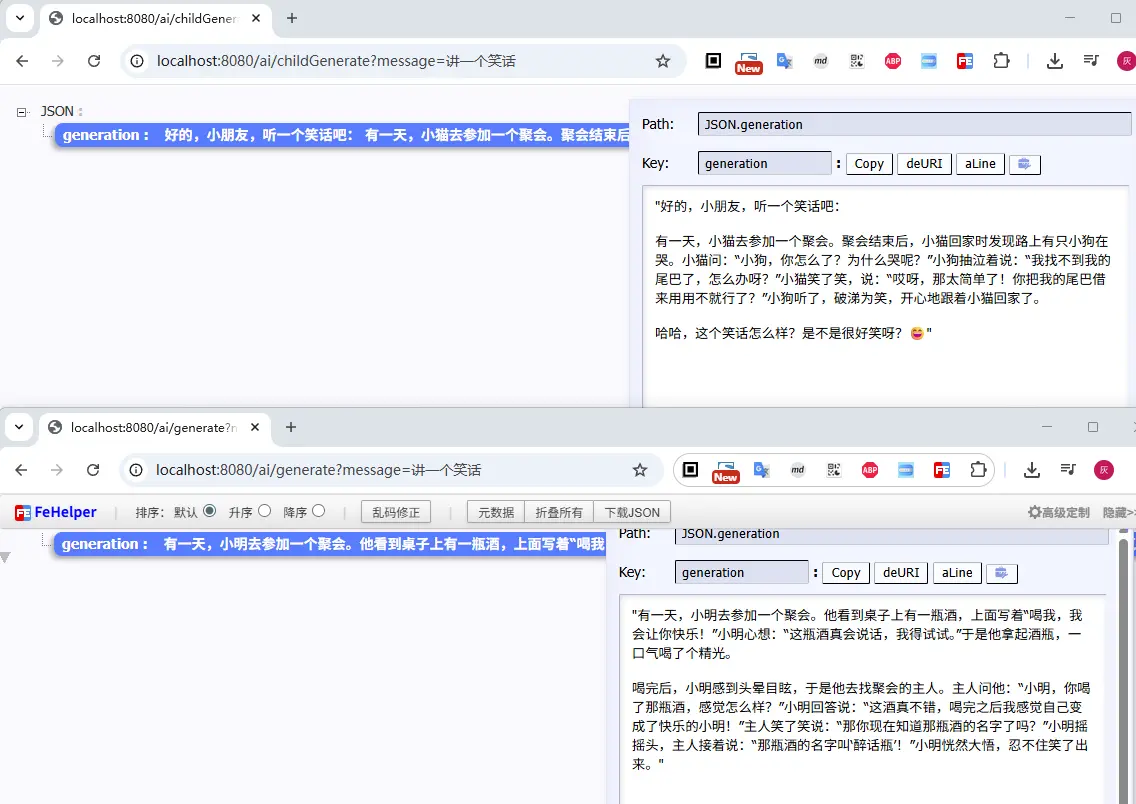 localhost:8080/ai/childGener
localhost:8080/ai/childGenerate?message=讲一个笑话
md
ABP
FE
New
灰
JSON :
generation : 好的，小朋友，听一个笑话吧： 有一天，小猫去参加一个聚会。聚会结束后
Path: JSON.generation
Key: generation : Copy deURI aLine
"好的，小朋友，听一个笑话吧：
有一天，小猫去参加一个聚会。聚会结束后，小猫回家时发现路上有只小狗在
哭。小猫问：“小狗，你怎么了？为什么哭呢？”小狗抽泣着说：“我找不到我的
尾巴了，怎么办呀？”小猫笑了笑，说：“哎呀，那太简单了！你把我的尾巴借
来用用不就行了？”小狗听了，破涕为笑，开心地跟着小猫回家了。
哈哈，这个笑话怎么样？是不是很好笑呀？😄"
localhost:8080/ai/generate?n
localhost:8080/ai/generate?message=讲一个笑话
md
ABP
FE
New
灰
FE FeHelper 排序： 默认 升序 降序 乱码修正 元数据 折叠所有 下载JSON 高级定制 隐藏>>
generation : 有一天，小明去参加一个聚会。他看到桌子上有一瓶酒，上面写着“喝我
Path: JSON.generation
Key: generation : Copy deURI aLine
"有一天，小明去参加一个聚会。他看到桌子上有一瓶酒，上面写着“喝我，我
会让你快乐！”小明心想：“这瓶酒真会说话，我得试试。”于是他拿起酒瓶，一
口气喝了个精光。
喝完后，小明感到头晕目眩，于是他去找聚会的主人。主人问他：“小明，你喝
了那瓶酒，感觉怎么样？”小明回答说：“这酒真不错，喝完之后我感觉自己变
成了快乐的小明！”主人笑了笑说：“那你现在知道那瓶酒的名字了吗？”小明摇
摇头，主人接着说：“那瓶酒的名字叫‘醉话瓶’！”小明恍然大悟，忍不住笑了出
来。"